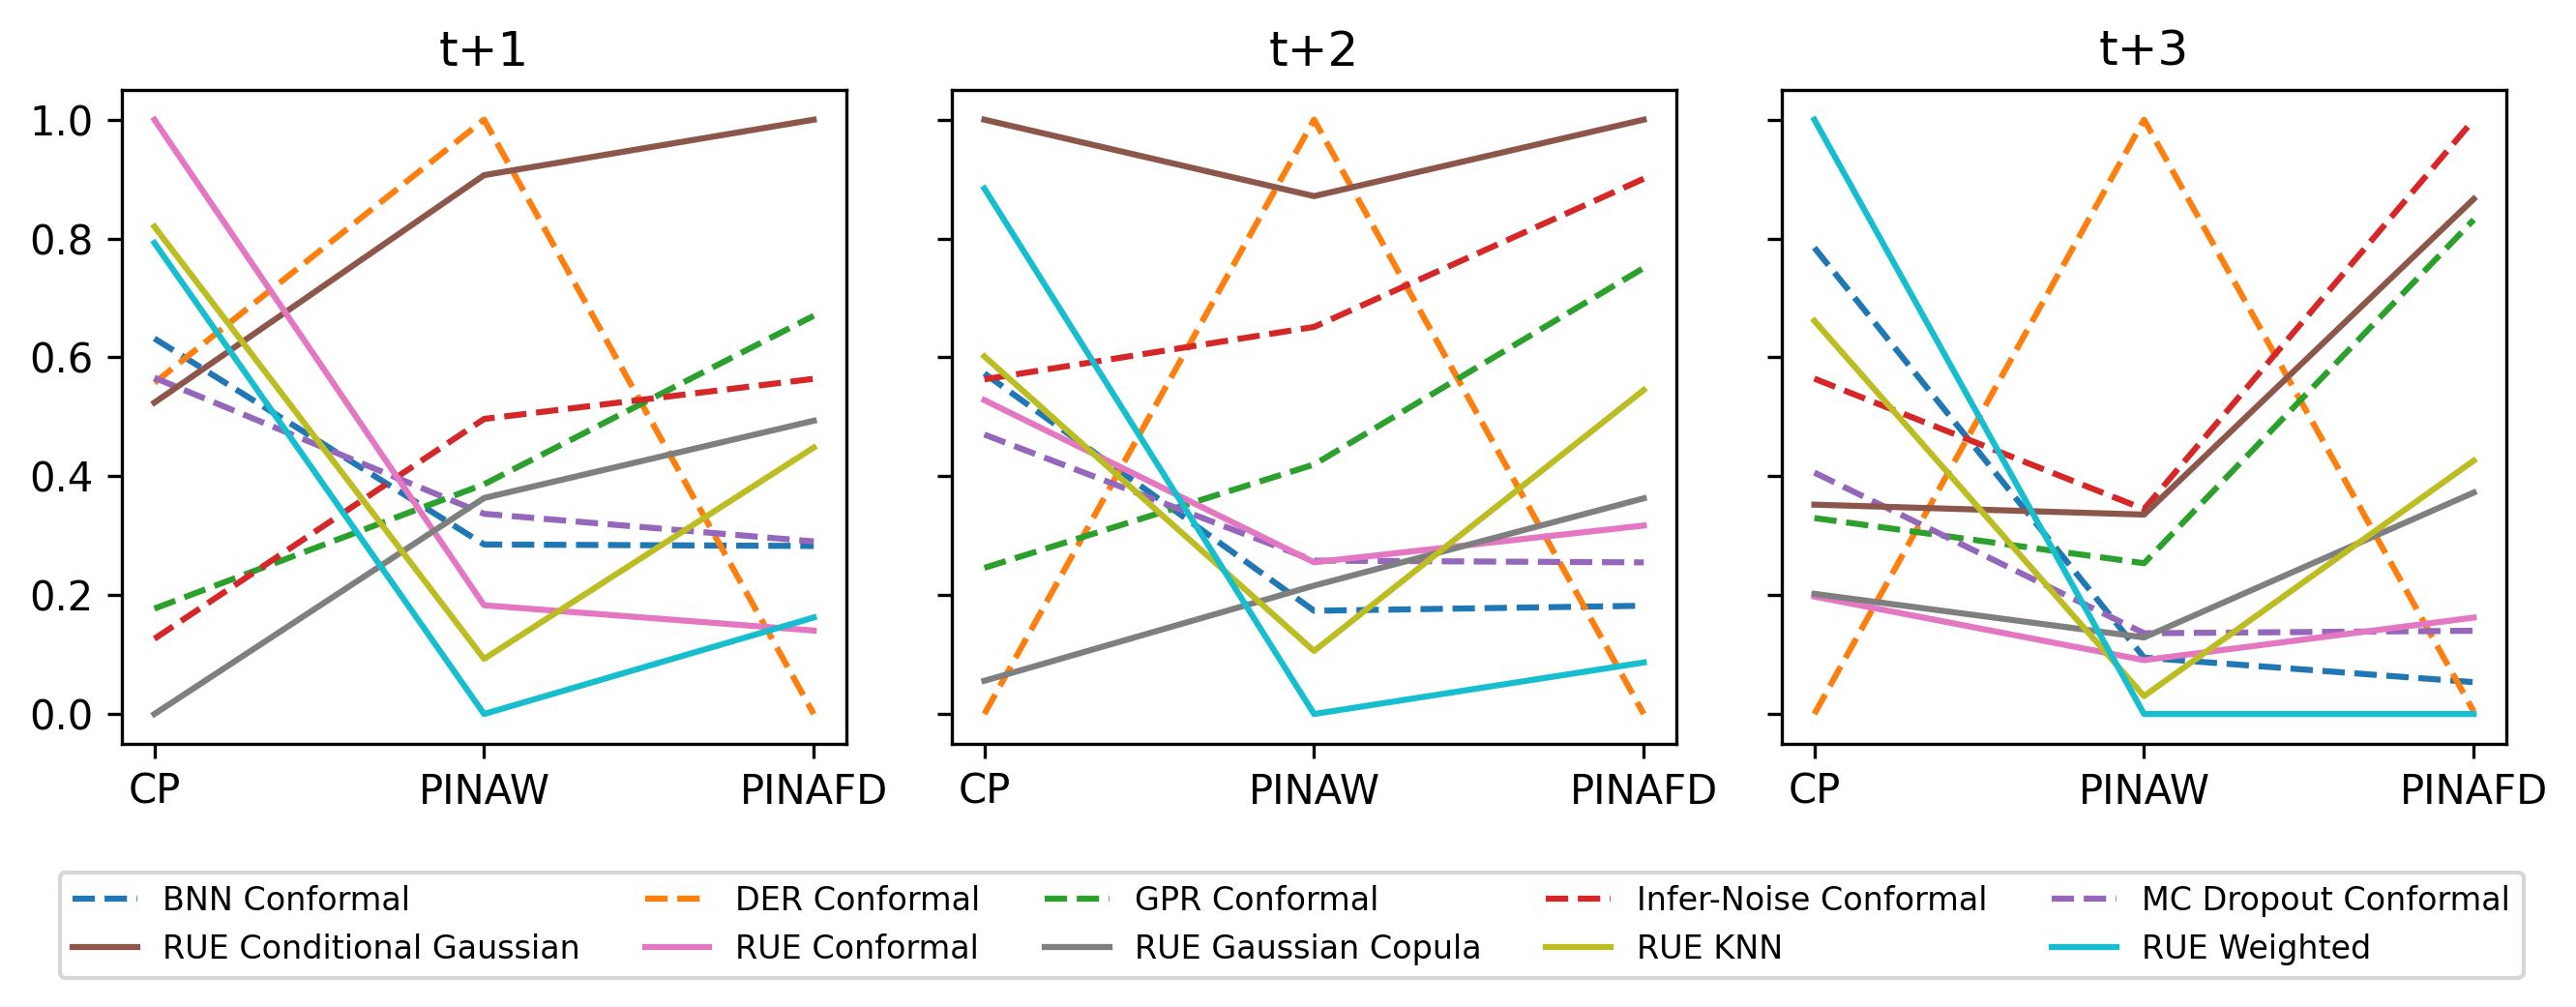 t+1 t+2 t+3
1.0
0.8
0.6
0.4
0.2
0.0
CP PINAW PINAFD CP PINAW PINAFD CP PINAW PINAFD
BNN Conformal DER Conformal GPR Conformal Infer-Noise Conformal MC Dropout Conformal
RUE Conditional Gaussian RUE Conformal RUE Gaussian Copula RUE KNN RUE Weighted